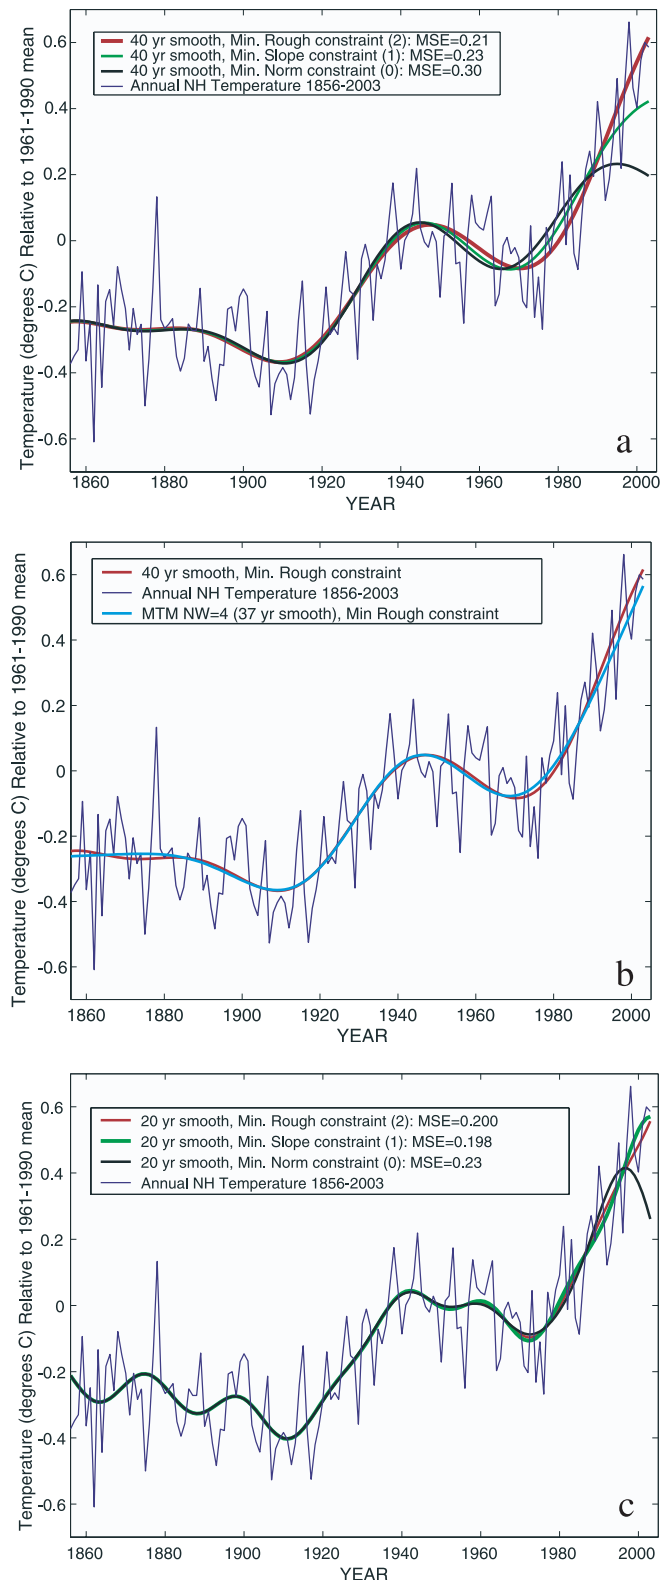 0.6
0.4
0.2
0
-0.2
-0.4
-0.6
Temperature (degrees C) Relative to 1961-1990 mean
40 yr smooth, Min. Rough constraint (2): MSE=0.21
40 yr smooth, Min. Slope constraint (1): MSE=0.23
40 yr smooth, Min. Norm constraint (0): MSE=0.30
Annual NH Temperature 1856-2003
a
1860 1880 1900 1920 1940 1960 1980 2000
YEAR
0.6
0.4
0.2
0
-0.2
-0.4
-0.6
Temperature (degrees C) Relative to 1961-1990 mean
40 yr smooth, Min. Rough constraint
Annual NH Temperature 1856-2003
MTM NW=4 (37 yr smooth), Min Rough constraint
b
1860 1880 1900 1920 1940 1960 1980 2000
YEAR
0.6
0.4
0.2
0
-0.2
-0.4
-0.6
Temperature (degrees C) Relative to 1961-1990 mean
20 yr smooth, Min. Rough constraint (2): MSE=0.200
20 yr smooth, Min. Slope constraint (1): MSE=0.198
20 yr smooth, Min. Norm constraint (0): MSE=0.23
Annual NH Temperature 1856-2003
c
1860 1880 1900 1920 1940 1960 1980 2000
YEAR